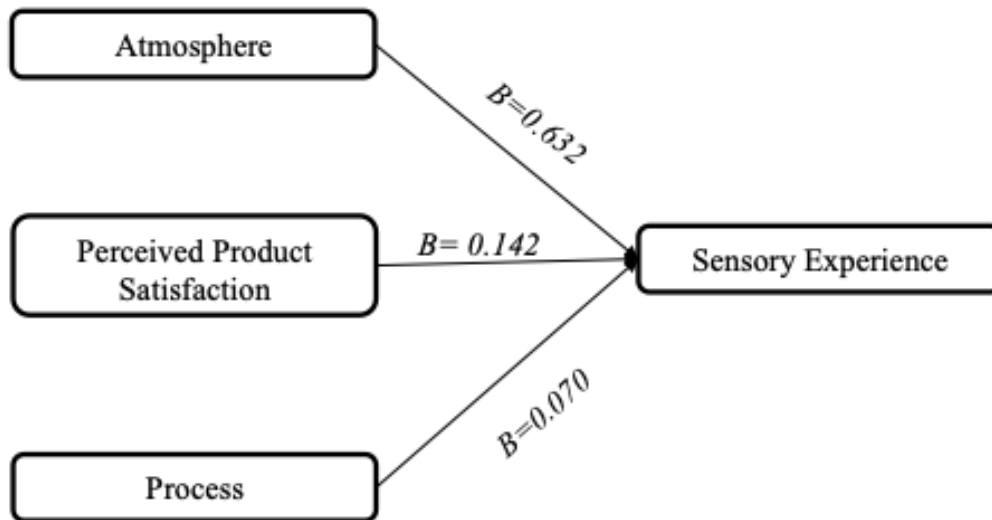 Atmosphere
B=0.632
Perceived Product
Satisfaction
B= 0.142
Sensory Experience
B=0.070
Process